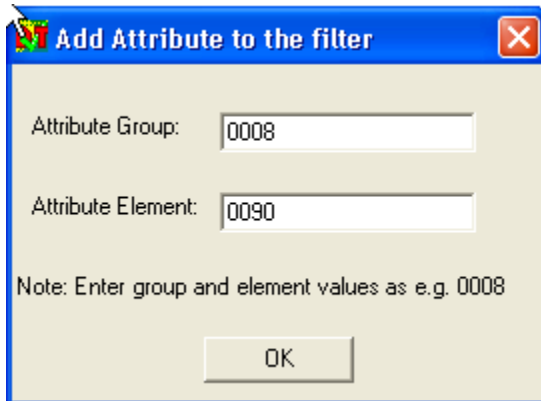 Add Attribute to the filter
Attribute Group: 0008
Attribute Element: 0090
Note: Enter group and element values as e.g. 0008
OK